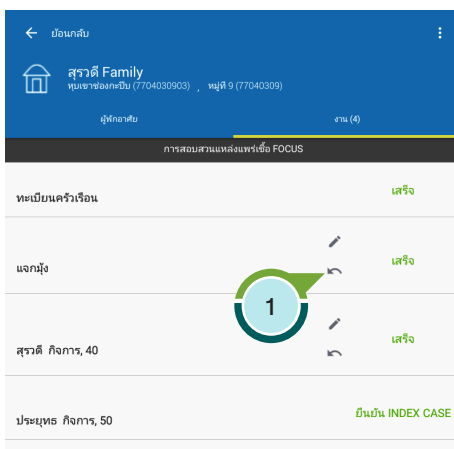 ย้อนกลับ
สุรวดี Family
หุบเขาช่องกะปีบ (7704030903) , หมู่ที่ 9 (77040309)
ผู้พักอาศัย
งาน (4)
การสอบสวนแหล่งแพร่เชื้อ FOCUS
ทะเบียนครัวเรือน
เสร็จ
แจกมุ้ง
เสร็จ
1
สุรวดี กิจการ, 40
เสร็จ
ประยุทธ กิจการ, 50
ยืนยัน INDEX CASE